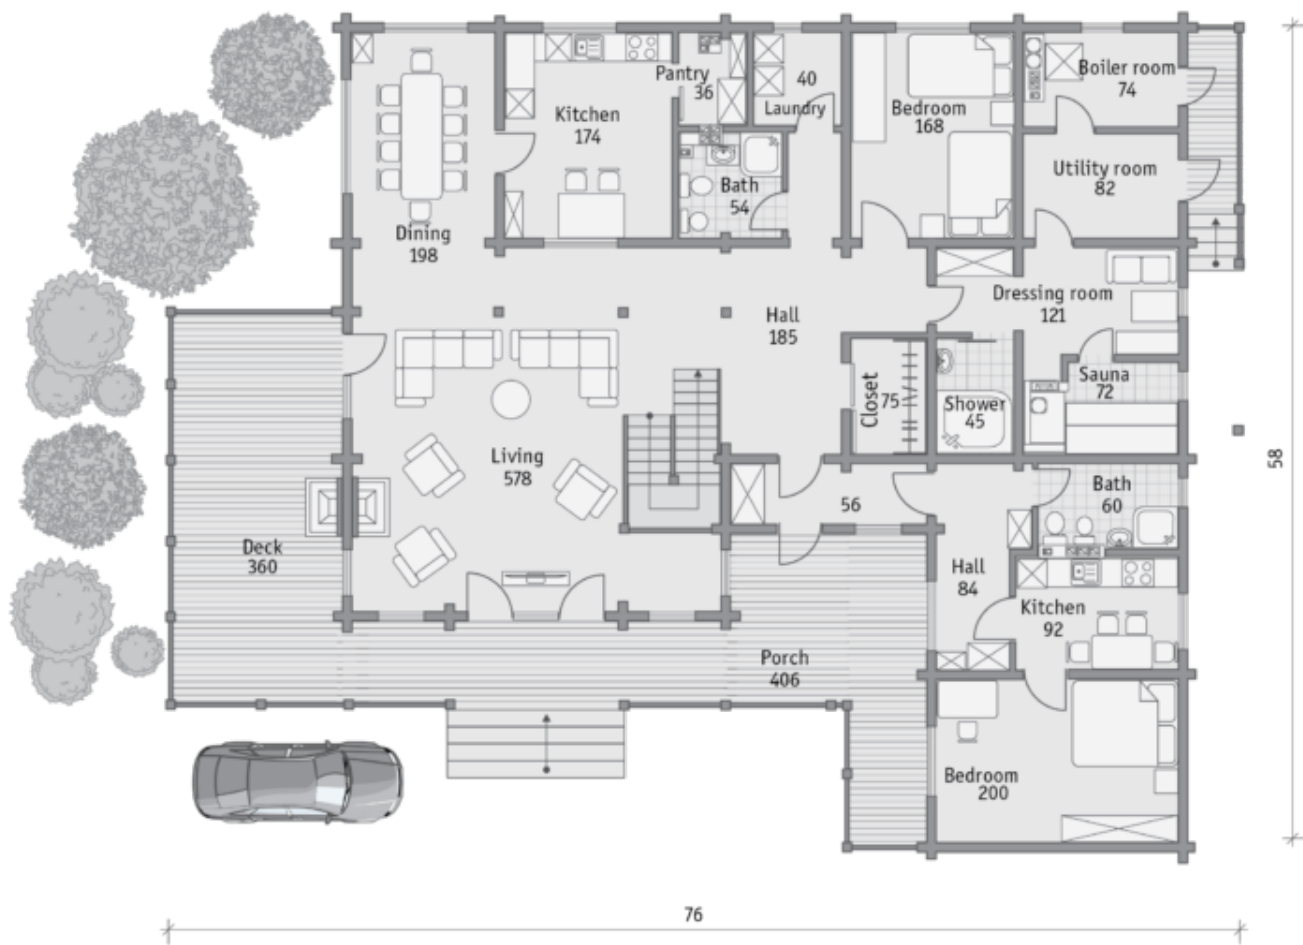 Pantry
36
40
Laundry
Kitchen
174
Bedroom
168
Boiler room
74
Utility room
82
Bath
54
Dining
198
Hall
185
Dressing room
121
Closet
75
Shower
45
Sauna
72
Living
578
56
Bath
60
58
Deck
360
Hall
84
Kitchen
92
Porch
406
Bedroom
200
76